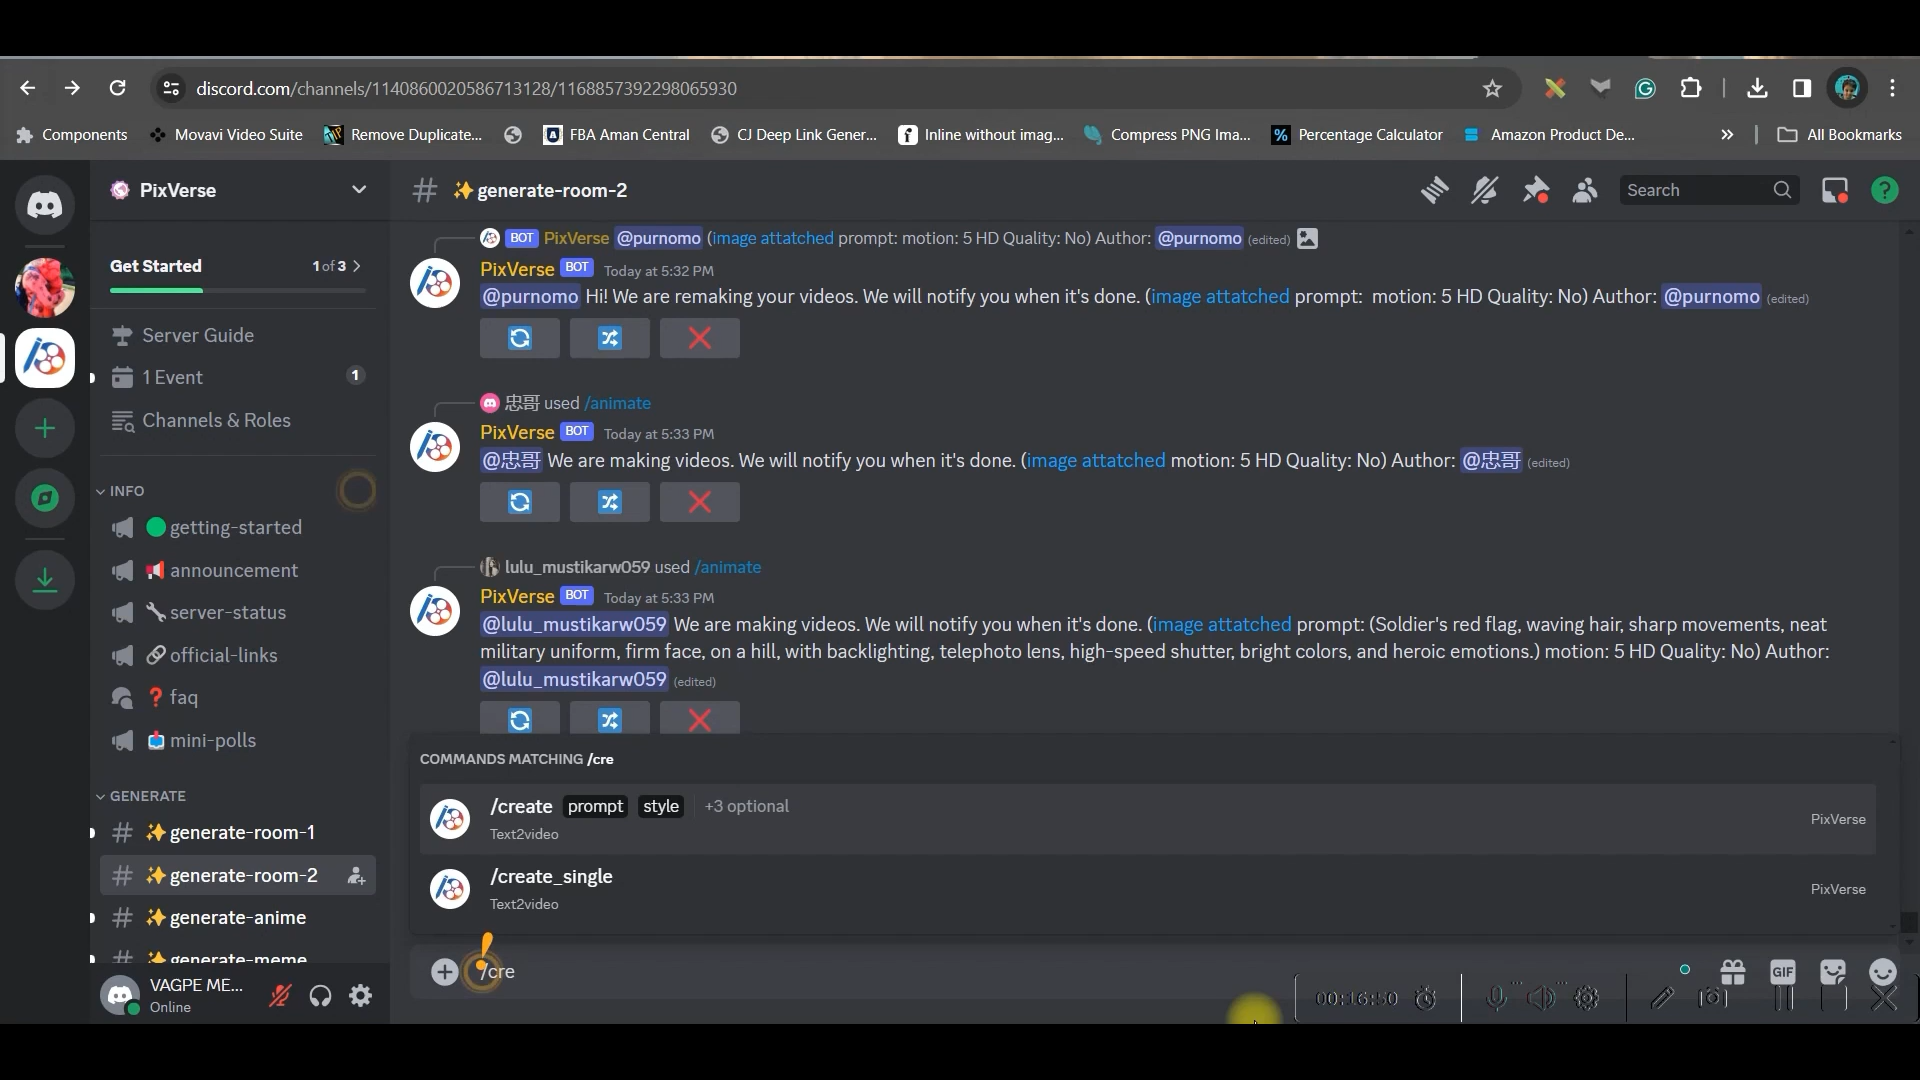 discord.com/channels/1140860020586713128/1168857392298065930
Components
Movavi Video Suite
Remove Duplicate...
FBA Aman Central
CJ Deep Link Gener...
Inline without imag...
Compress PNG Ima...
% Percentage Calculator
Amazon Product De...
»
All Bookmarks
PixVerse
# ✨generate-room-2
Search
?
Get Started 1 of 3 >
Server Guide
1 Event 1
Channels & Roles
INFO
getting-started
announcement
server-status
official-links
❓ faq
mini-polls
GENERATE
# ✨generate-room-1
# ✨generate-room-2
# ✨generate-anime
# ✨generate-meme
VAGPE ME...
Online
BOT PixVerse @purnomo (image attatched prompt: motion: 5 HD Quality: No) Author: @purnomo (edited)
PixVerse BOT Today at 5:32 PM
@purnomo Hi! We are remaking your videos. We will notify you when it's done. (image attatched prompt: motion: 5 HD Quality: No) Author: @purnomo (edited)
忠哥 used /animate
PixVerse BOT Today at 5:33 PM
@忠哥 We are making videos. We will notify you when it's done. (image attatched motion: 5 HD Quality: No) Author: @忠哥 (edited)
lulu_mustikarw059 used /animate
PixVerse BOT Today at 5:33 PM
@lulu_mustikarw059 We are making videos. We will notify you when it's done. (image attatched prompt: (Soldier's red flag, waving hair, sharp movements, neat
military uniform, firm face, on a hill, with backlighting, telephoto lens, high-speed shutter, bright colors, and heroic emotions.) motion: 5 HD Quality: No) Author:
@lulu_mustikarw059 (edited)
COMMANDS MATCHING /cre
/create prompt style +3 optional
Text2video
PixVerse
/create_single
Text2video
PixVerse
/cre
GIF
00:16:50